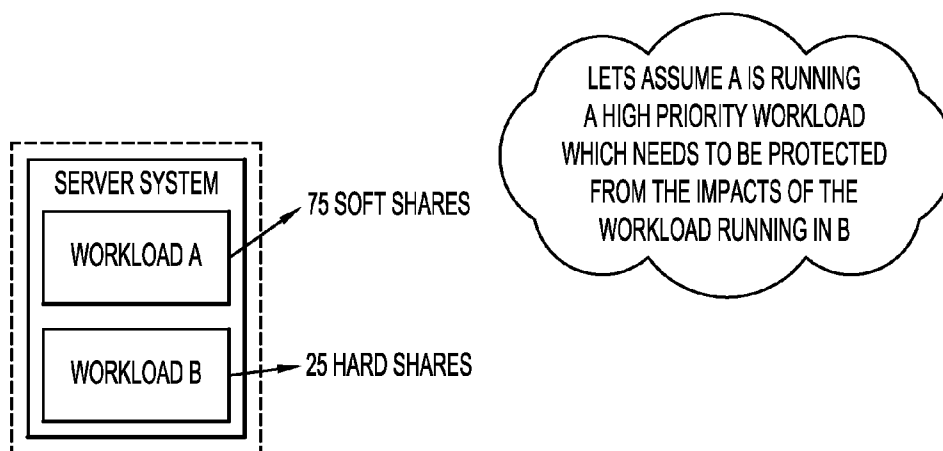 LETS ASSUME A IS RUNNING
A HIGH PRIORITY WORKLOAD
WHICH NEEDS TO BE PROTECTED
FROM THE IMPACTS OF THE
WORKLOAD RUNNING IN B
SERVER SYSTEM
WORKLOAD A
75 SOFT SHARES
WORKLOAD B
25 HARD SHARES